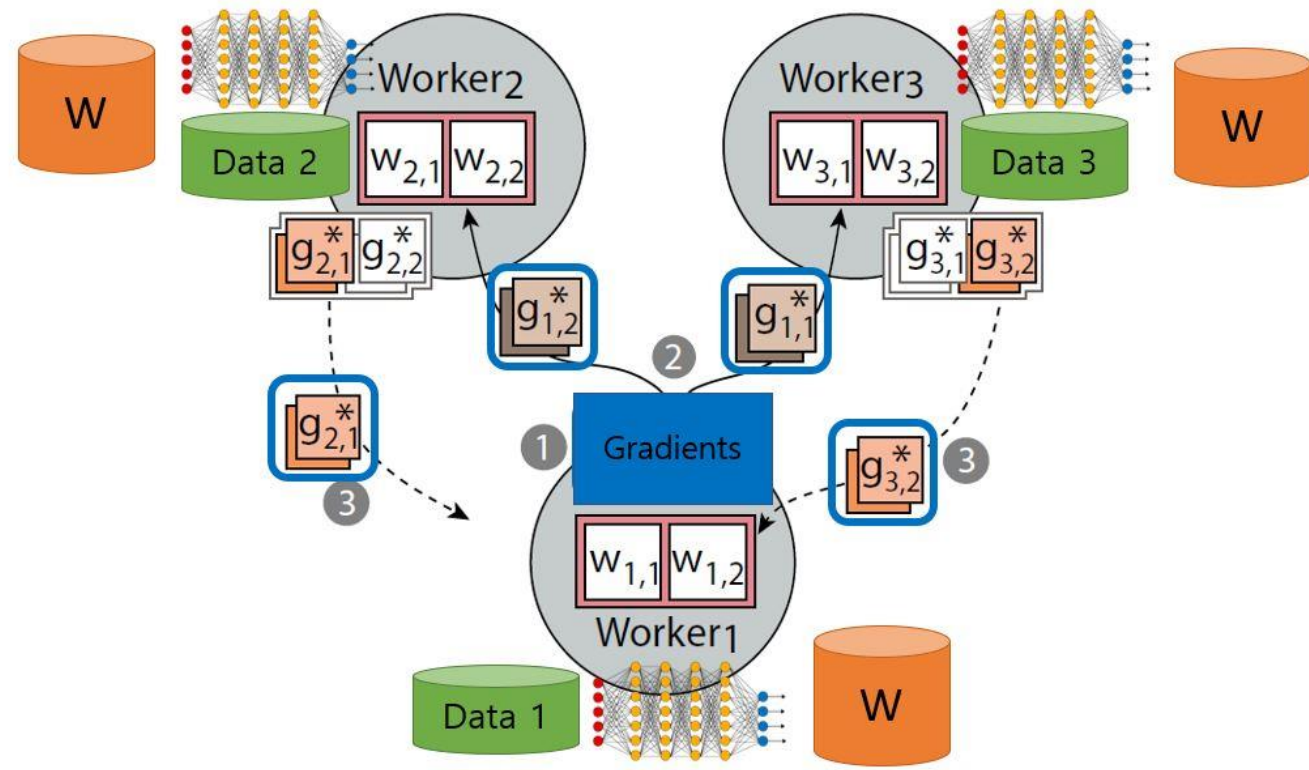 W
Data 2
Worker2
w2,1 w2,2
g*2,1 g*2,2
Worker3
w3,1 w3,2
Data 3
W
g*3,1 g*3,2
g*1,2
2
g*1,1
g*2,1
3
1
Gradients
g*3,2
3
w1,1 w1,2
Worker1
Data 1
W